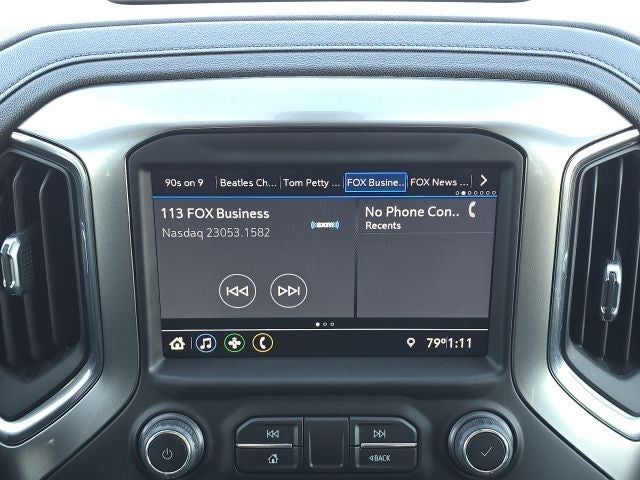 90s on 9 Beatles Ch... Tom Petty ... FOX Busine.. FOX News ...
113 FOX Business
Nasdaq 23053.1582
((SXM))
No Phone Con..
Recents
79° 1:11
BACK